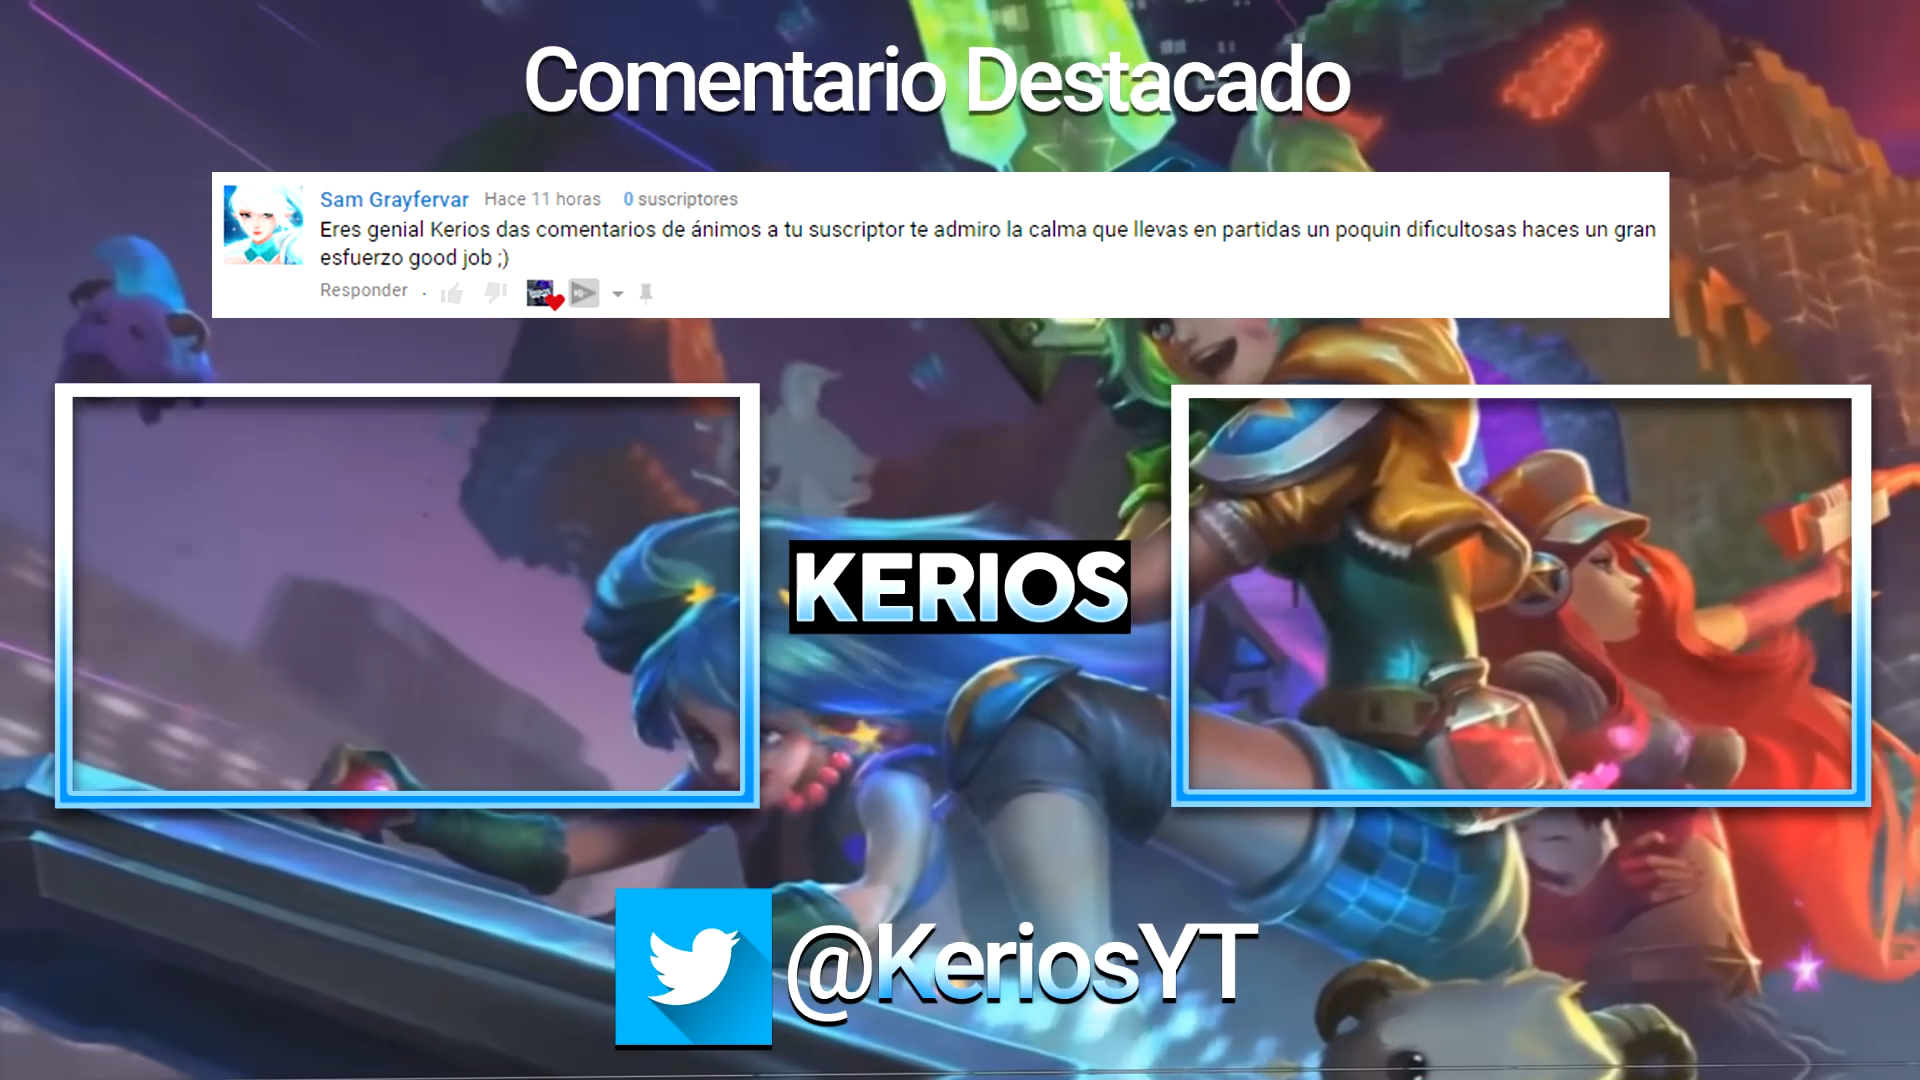 Comentario Destacado
Sam Grayfervar Hace 11 horas 0 suscriptores
Eres genial Kerios das comentarios de ánimos a tu suscriptor te admiro la calma que llevas en partidas un poquin dificultosas haces un gran
esfuerzo good job ;)
Responder
KERIOS
@KeriosYT